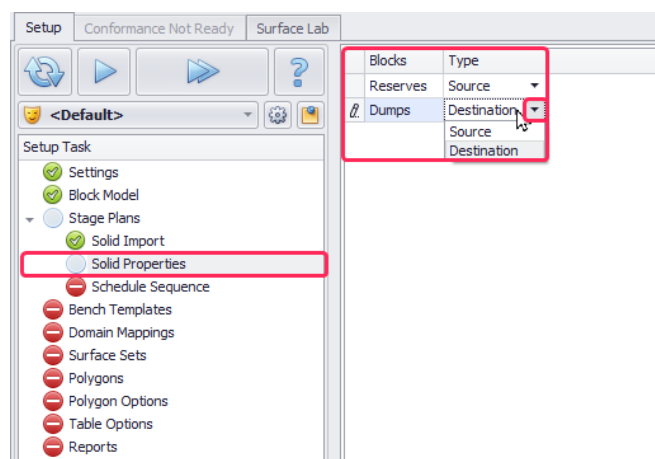 Setup
Conformance Not Ready
Surface Lab
<Default>
Setup Task
Settings
Block Model
Stage Plans
Solid Import
Solid Properties
Schedule Sequence
Bench Templates
Domain Mappings
Surface Sets
Polygons
Polygon Options
Table Options
Reports
Blocks Type
Reserves Source
Dumps Destination
Source
Destination